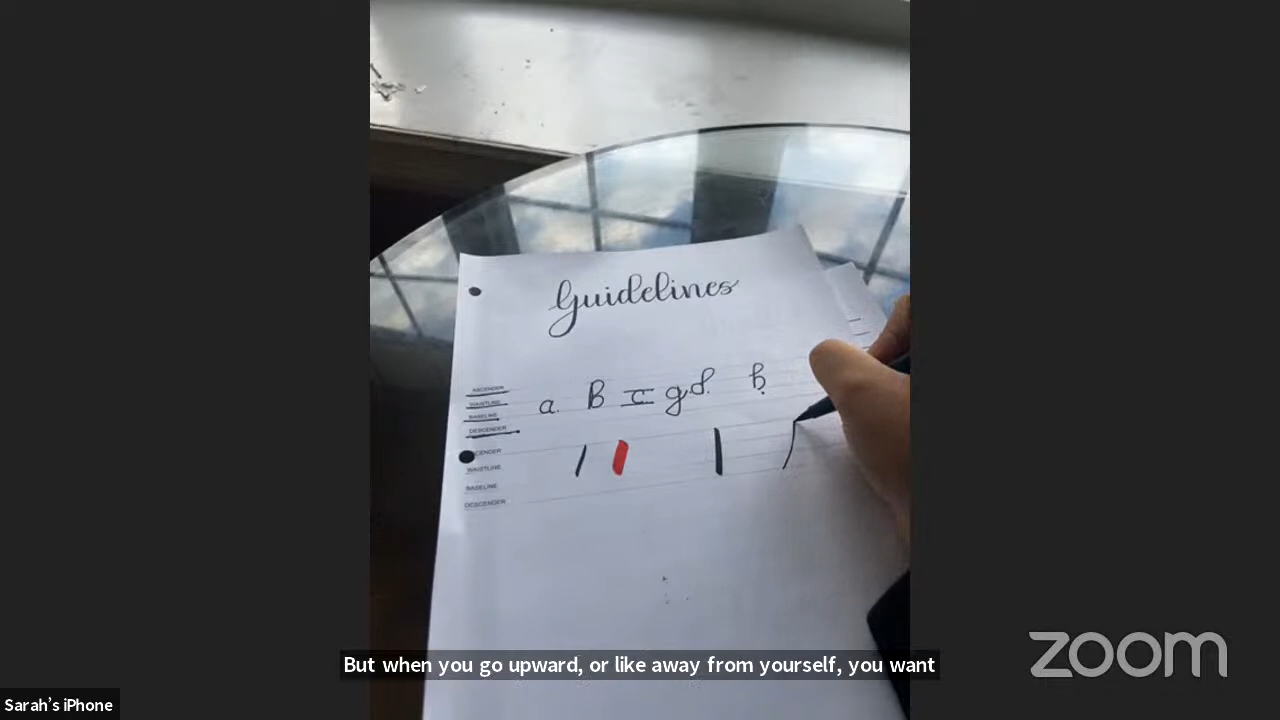 Guidelines
ASCENDER
WAISTLINE
BASELINE
DESCENDER
a. B c g d. b
CENDER
WAISTLINE
BASELINE
DESCENDER
But when you go upward, or like away from yourself, you want
zoom
Sarah's iPhone